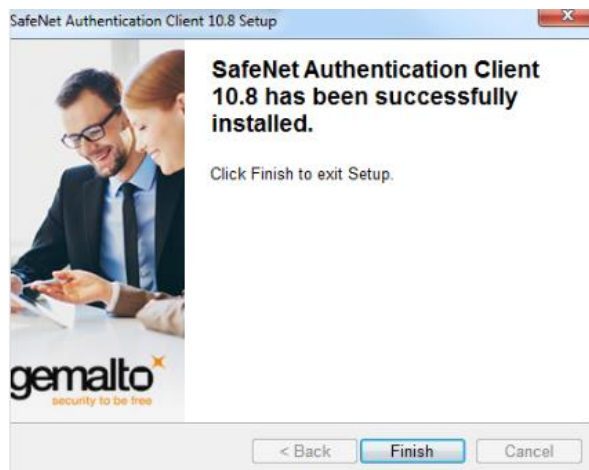 SafeNet Authentication Client 10.8 Setup
SafeNet Authentication Client
10.8 has been successfully
installed.
Click Finish to exit Setup.
gemalto
security to be free
< Back
Finish
Cancel